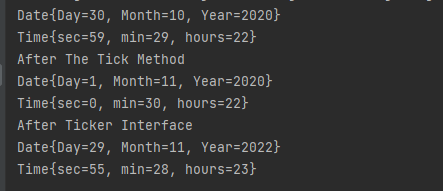 Date{Day=30, Month=10, Year=2020}
Time{sec=59, min=29, hours=22}
After The Tick Method
Date{Day=1, Month=11, Year=2020}
Time{sec=0, min=30, hours=22}
After Ticker Interface
Date{Day=29, Month=11, Year=2022}
Time{sec=55, min=28, hours=23}